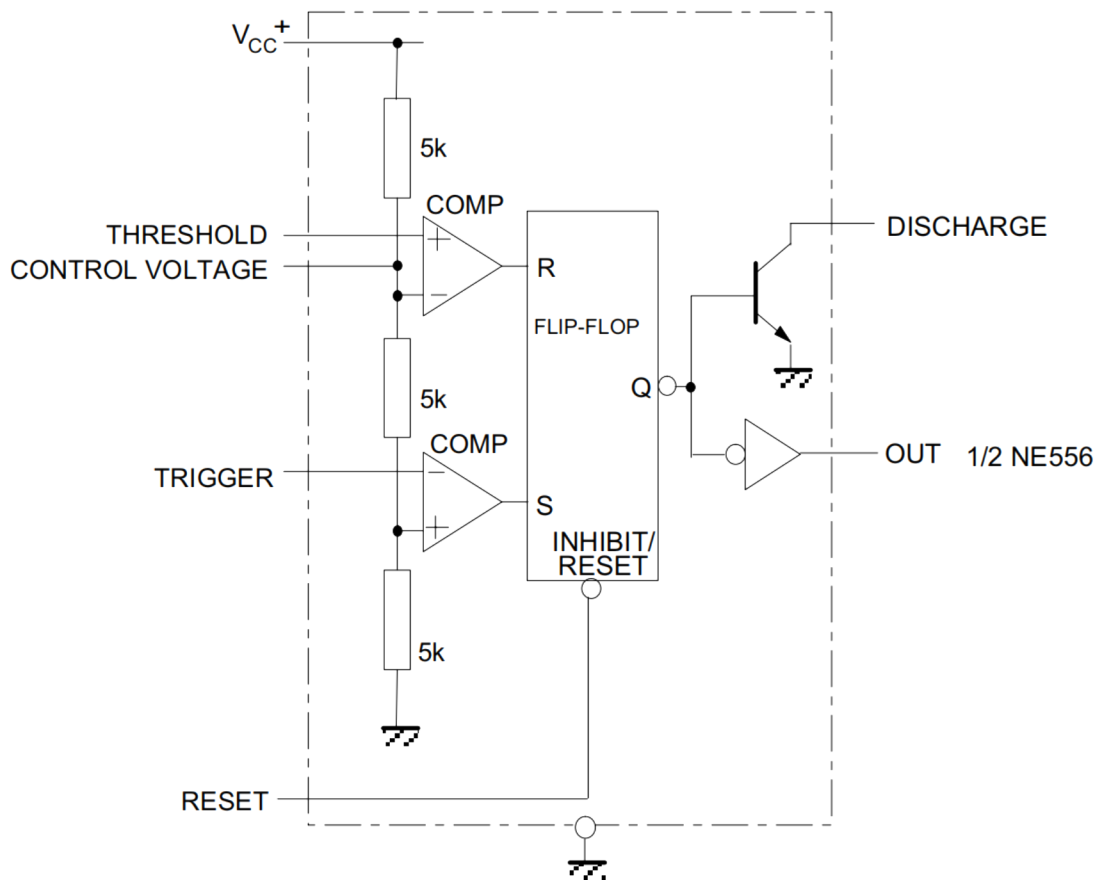 VCC+
5k
COMP
THRESHOLD
+
DISCHARGE
CONTROL VOLTAGE
R
−
FLIP-FLOP
Q
5k
COMP
OUT 1/2 NE556
TRIGGER
−
S
+
INHIBIT/
RESET
5k
RESET